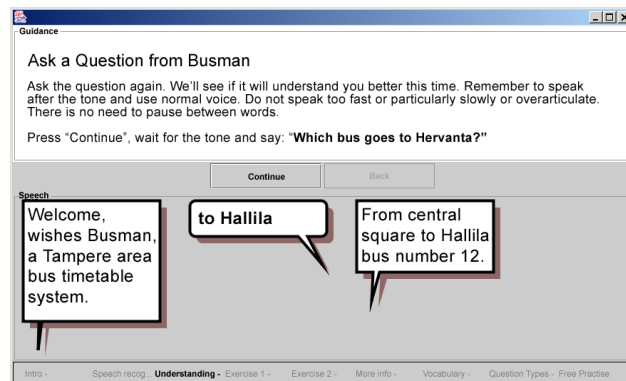 Guidance
Ask a Question from Busman
Ask the question again. We'll see if it will understand you better this time. Remember to speak
after the tone and use normal voice. Do not speak too fast or particularly slowly or overarticulate.
There is no need to pause between words.
Press "Continue", wait for the tone and say: "Which bus goes to Hervanta?"
Continue
Back
Speech
Welcome,
wishes Busman,
a Tampere area
bus timetable
system.
to Hallila
From central
square to Hallila
bus number 12.
Intro - Speech recog... Understanding - Exercise 1 - Exercise 2 - More info - Vocabulary - Question Types - Free Practise